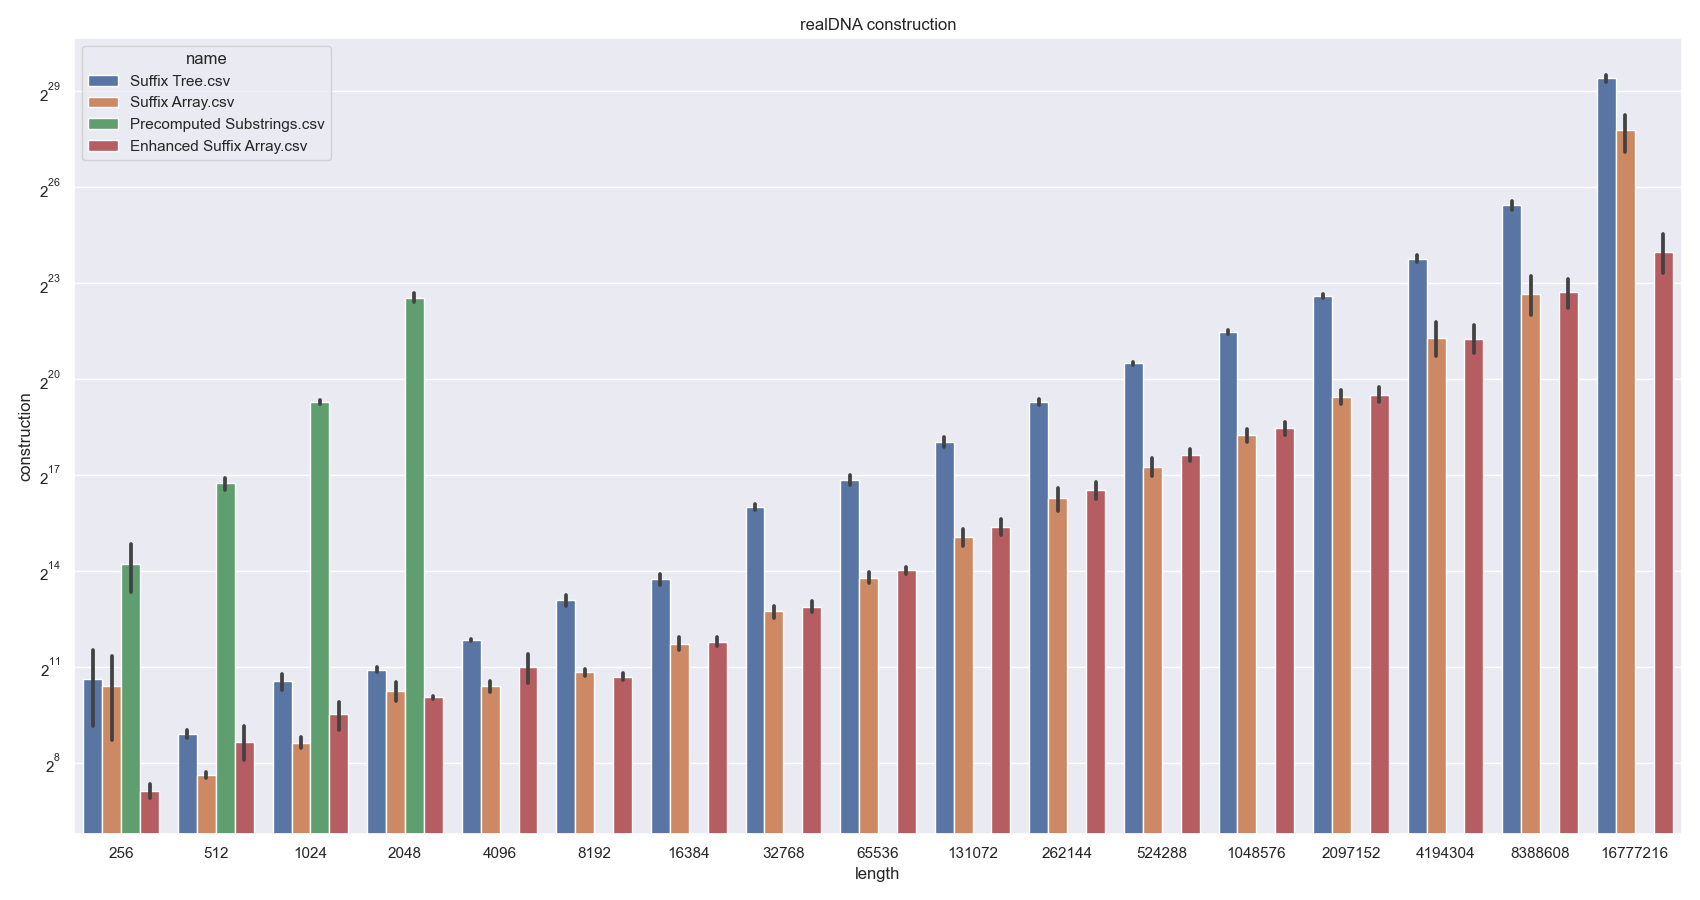 realDNA construction
name
Suffix Tree.csv
Suffix Array.csv
Precomputed Substrings.csv
Enhanced Suffix Array.csv
2^29
2^26
2^23
2^20
2^17
2^14
2^11
2^8
construction
256 512 1024 2048 4096 8192 16384 32768 65536 131072 262144 524288 1048576 2097152 4194304 8388608 16777216
length